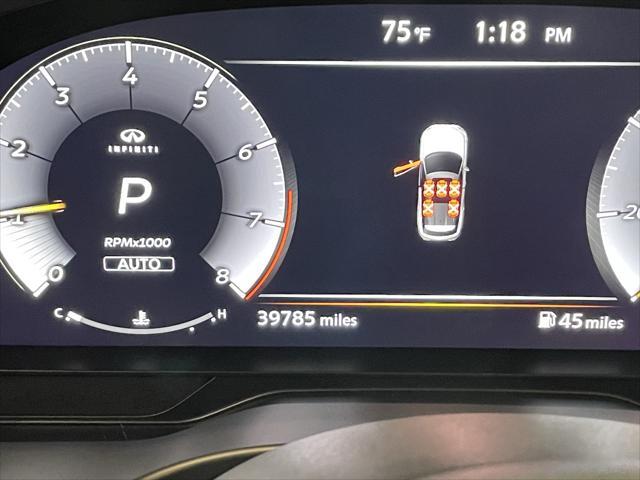 75°F 1:18 PM
4
3 5
2 6
INFINITI
P
1 7
20
RPMx1000
AUTO
0 8
C H
39785 miles 45 miles